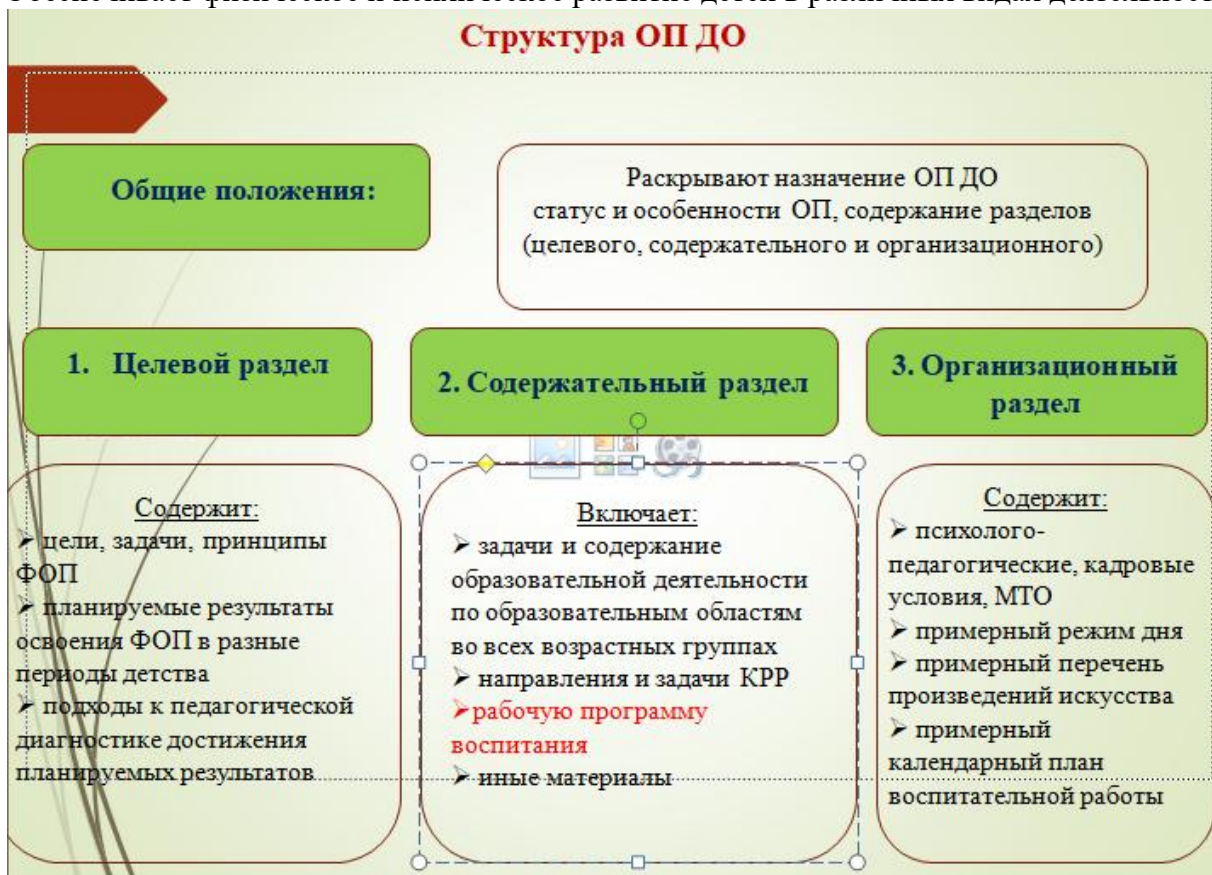 Структура ОП ДО
Общие положения:
Раскрывают назначение ОП ДО
статус и особенности ОП, содержание разделов
(целевого, содержательного и организационного)
1. Целевой раздел
2. Содержательный раздел
3. Организационный
раздел
Содержит:
➤ цели, задачи, принципы
ФОП
➤ планируемые результаты
освоения ФОП в разные
периоды детства
➤ подходы к педагогической
диагностике достижения
планируемых результатов
Включает:
➤ задачи и содержание
образовательной деятельности
по образовательным областям
во всех возрастных группах
➤ направления и задачи КРР
➤рабочую программу
воспитания
➤ иные материалы
Содержит:
➤ психолого-
педагогические, кадровые
условия, МТО
➤ примерный режим дня
➤ примерный перечень
произведений искусства
➤ примерный
календарный план
воспитательной работы